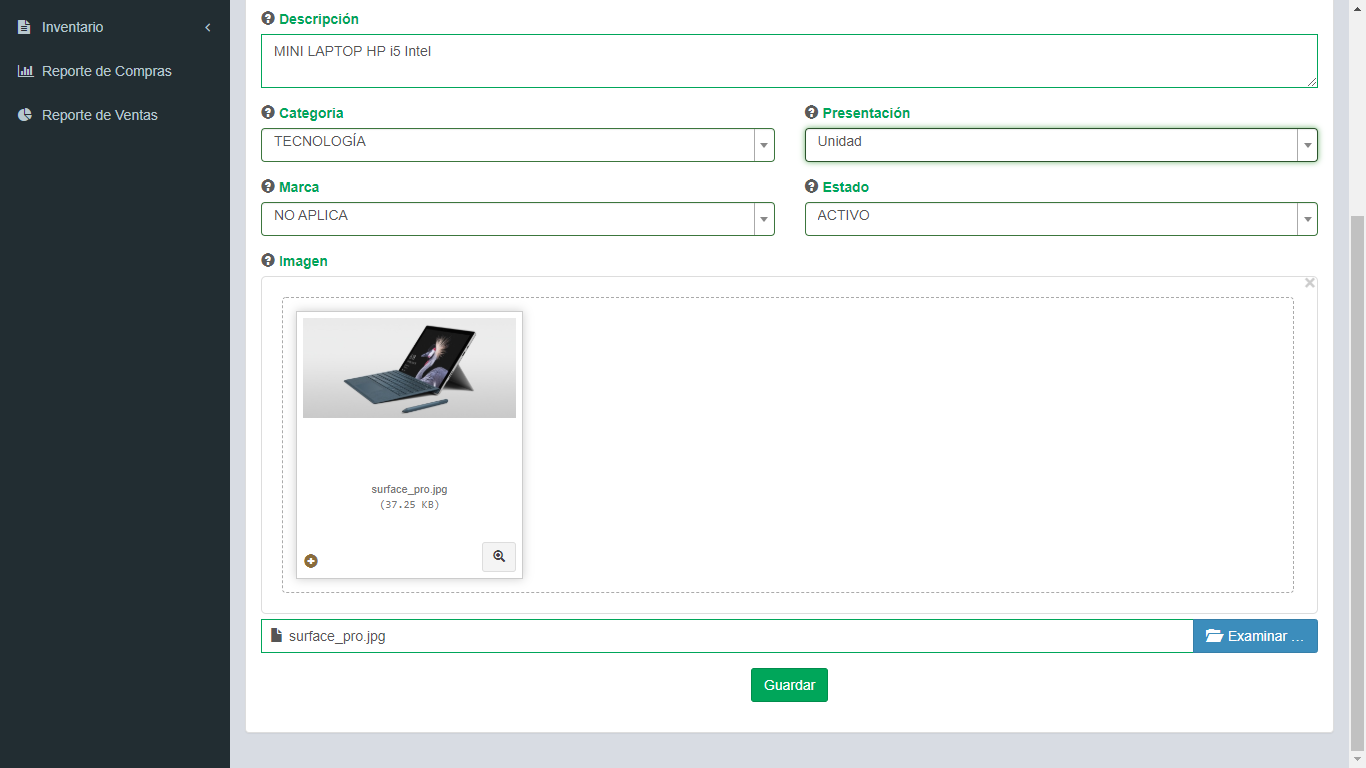 Inventario
Reporte de Compras
Reporte de Ventas
Descripción
MINI LAPTOP HP i5 Intel
Categoria
Presentación
TECNOLOGÍA
Unidad
Marca
Estado
NO APLICA
ACTIVO
Imagen
surface_pro.jpg
(37.25 KB)
surface_pro.jpg
Examinar ...
Guardar